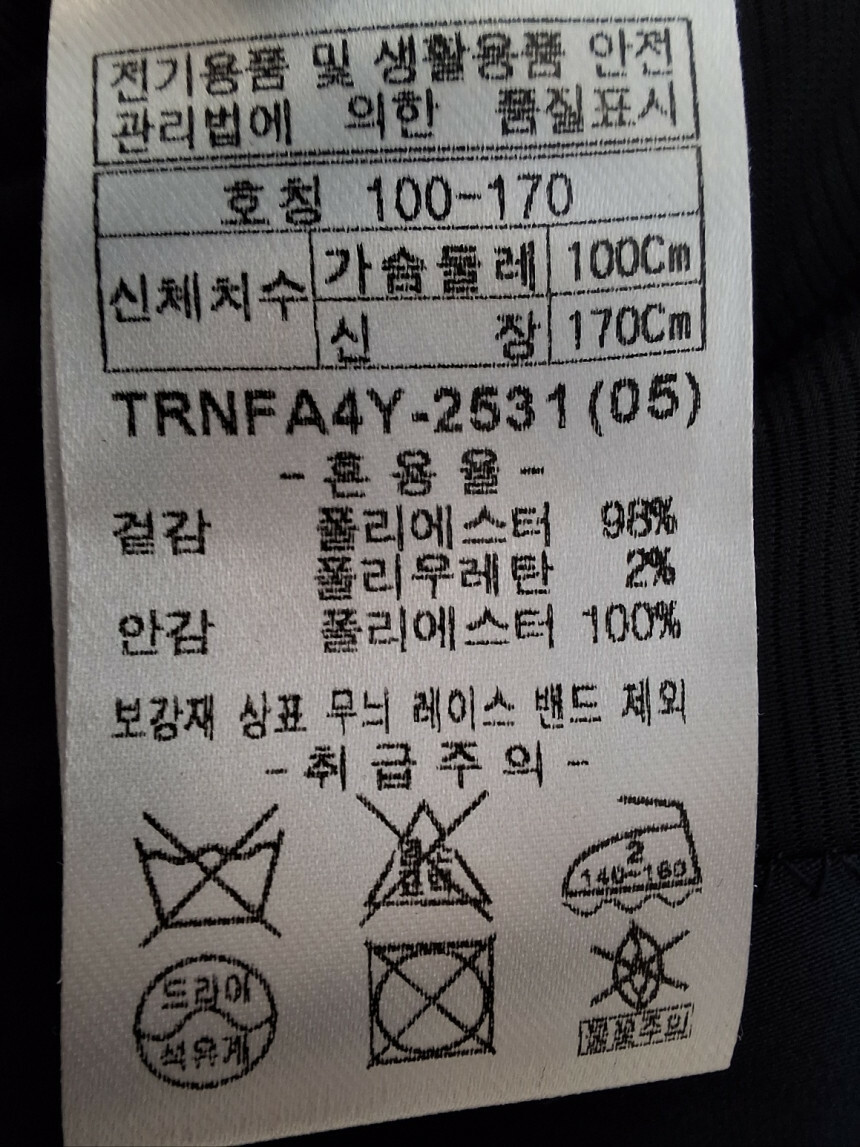 전기용품 및 생활용품 안전
관리법에 의한 품질표시
호칭 100-170
신체치수 가슴둘레 100Cm
신 장 170Cm
TRNFA4Y-2531(05)
- 혼 용 율 -
겉감 폴리에스터 98%
폴리우레탄 2%
안감 폴리에스터 100%
보강재 상표 무늬 레이스 밴드 제외
- 취 급 주 의 -
2
140~160
드라이
석유계
불꽃주의